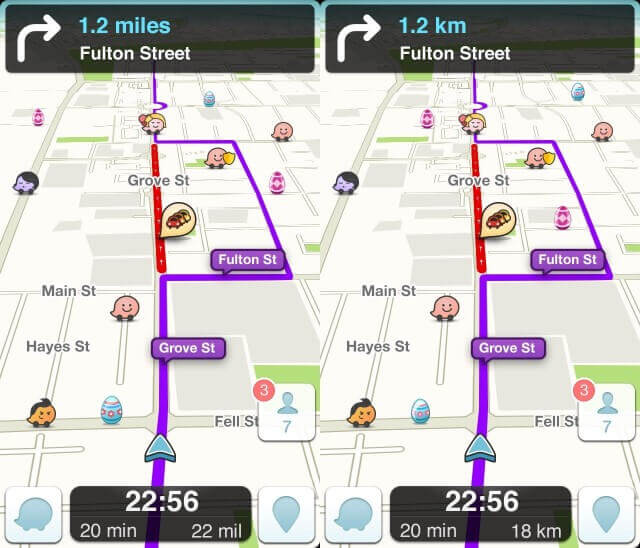 1.2 miles
Fulton Street
Grove St
Fulton St
Main St
Grove St
Hayes St
3
7
Fell St
22:56
20 min 22 mil
1.2 km
Fulton Street
Grove St
Fulton St
Main St
Grove St
Hayes St
3
7
Fell St
22:56
20 min 18 km